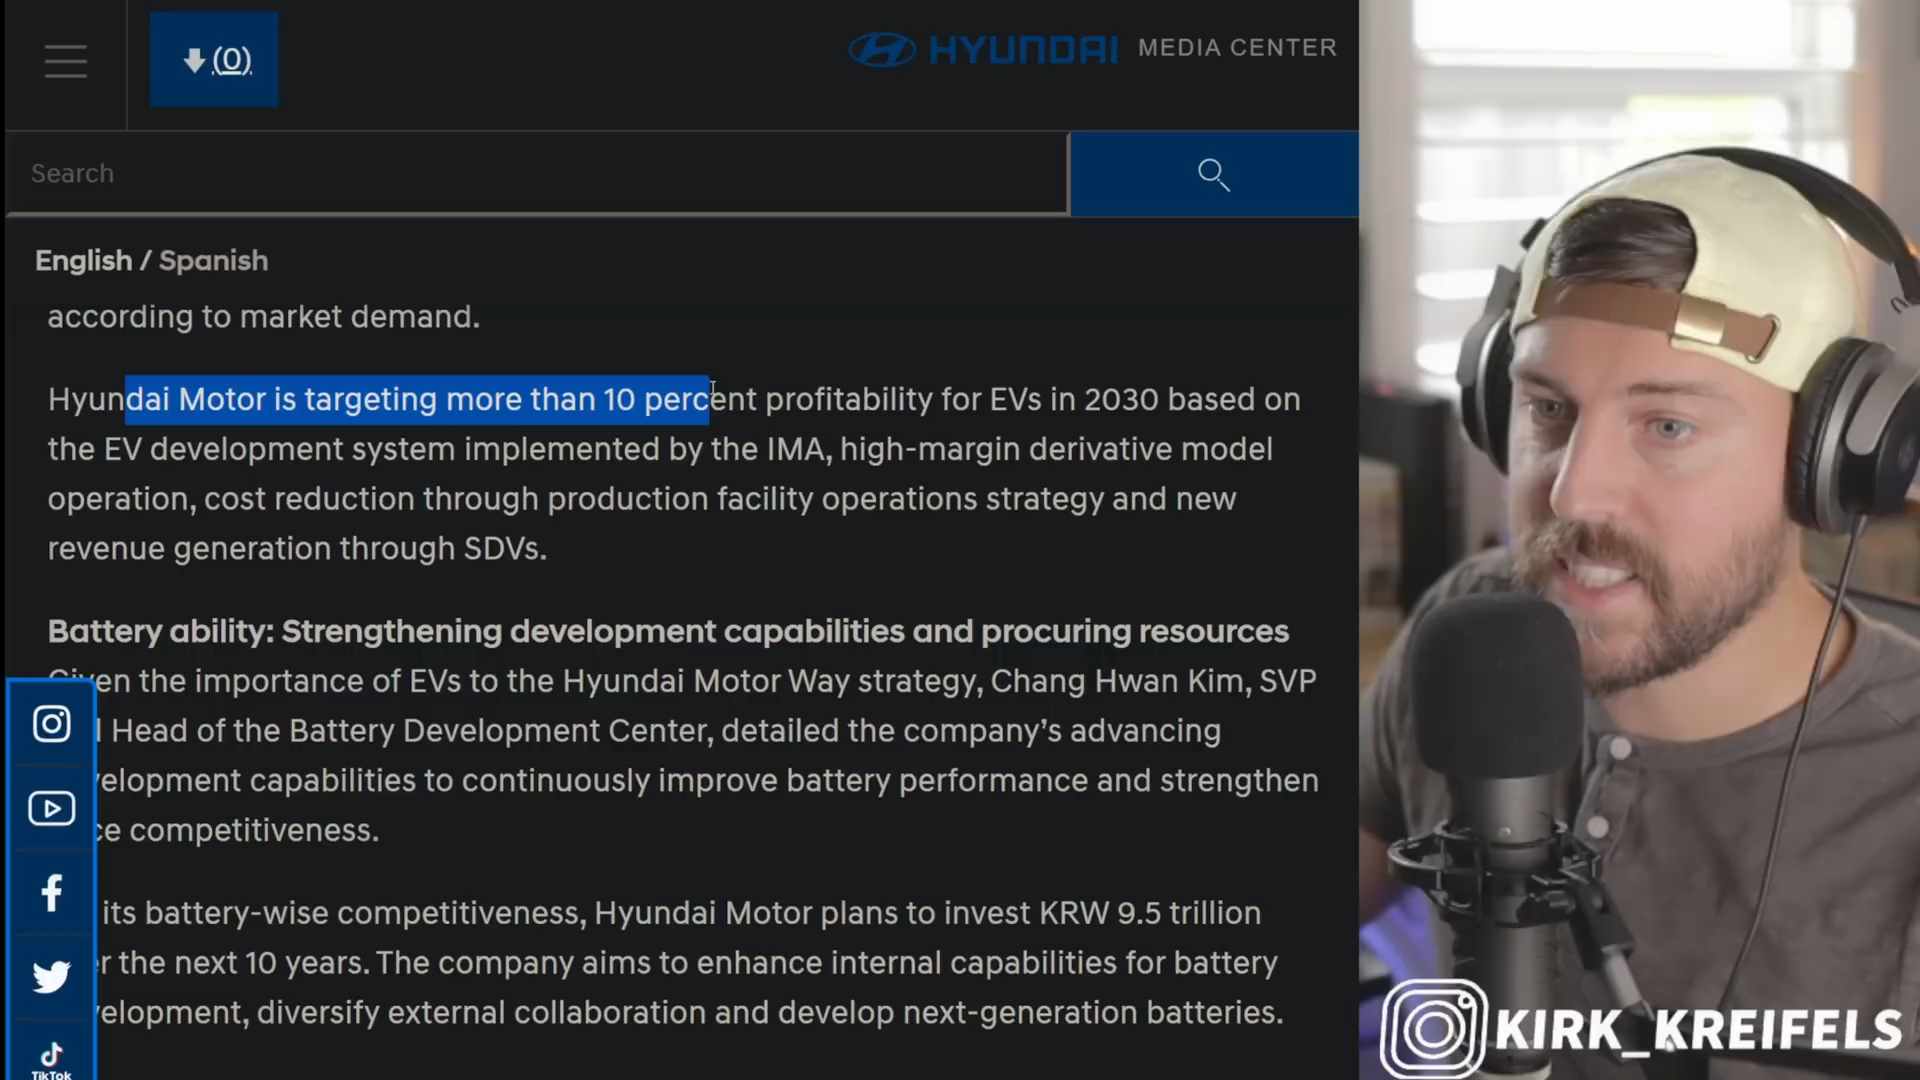 (0)
HYUNDAI MEDIA CENTER
Search
English / Spanish
according to market demand.
Hyundai Motor is targeting more than 10 percent profitability for EVs in 2030 based on
the EV development system implemented by the IMA, high-margin derivative model
operation, cost reduction through production facility operations strategy and new
revenue generation through SDVs.
Battery ability: Strengthening development capabilities and procuring resources
Given the importance of EVs to the Hyundai Motor Way strategy, Chang Hwan Kim, SVP
Head of the Battery Development Center, detailed the company's advancing
velopment capabilities to continuously improve battery performance and strengthen
ce competitiveness.
its battery-wise competitiveness, Hyundai Motor plans to invest KRW 9.5 trillion
r the next 10 years. The company aims to enhance internal capabilities for battery
velopment, diversify external collaboration and develop next-generation batteries.
TikTok
KIRK_KREIFELS